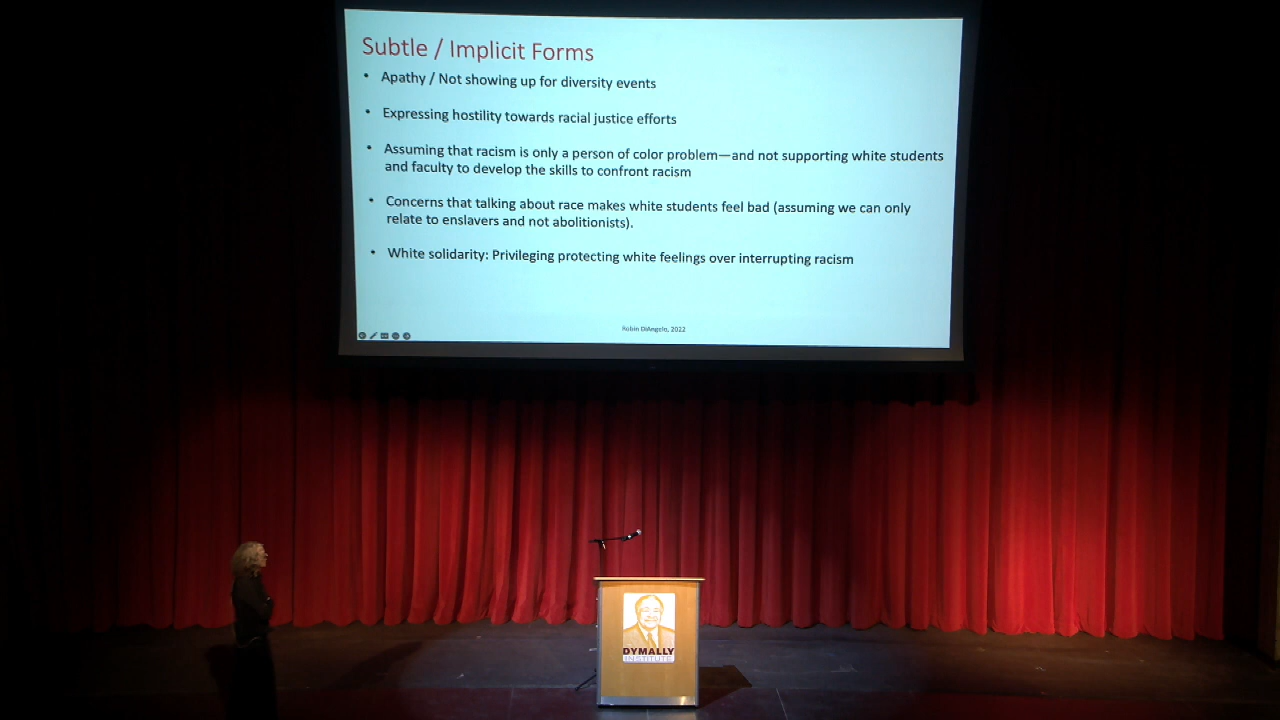 Subtle / Implicit Forms
• Apathy / Not showing up for diversity events
• Expressing hostility towards racial justice efforts
• Assuming that racism is only a person of color problem—and not supporting white students
and faculty to develop the skills to confront racism
• Concerns that talking about race makes white students feel bad (assuming we can only
relate to enslavers and not abolitionists).
• White solidarity: Privileging protecting white feelings over interrupting racism
Robin DiAngelo, 2022
DYMALLY
INSTITUTE